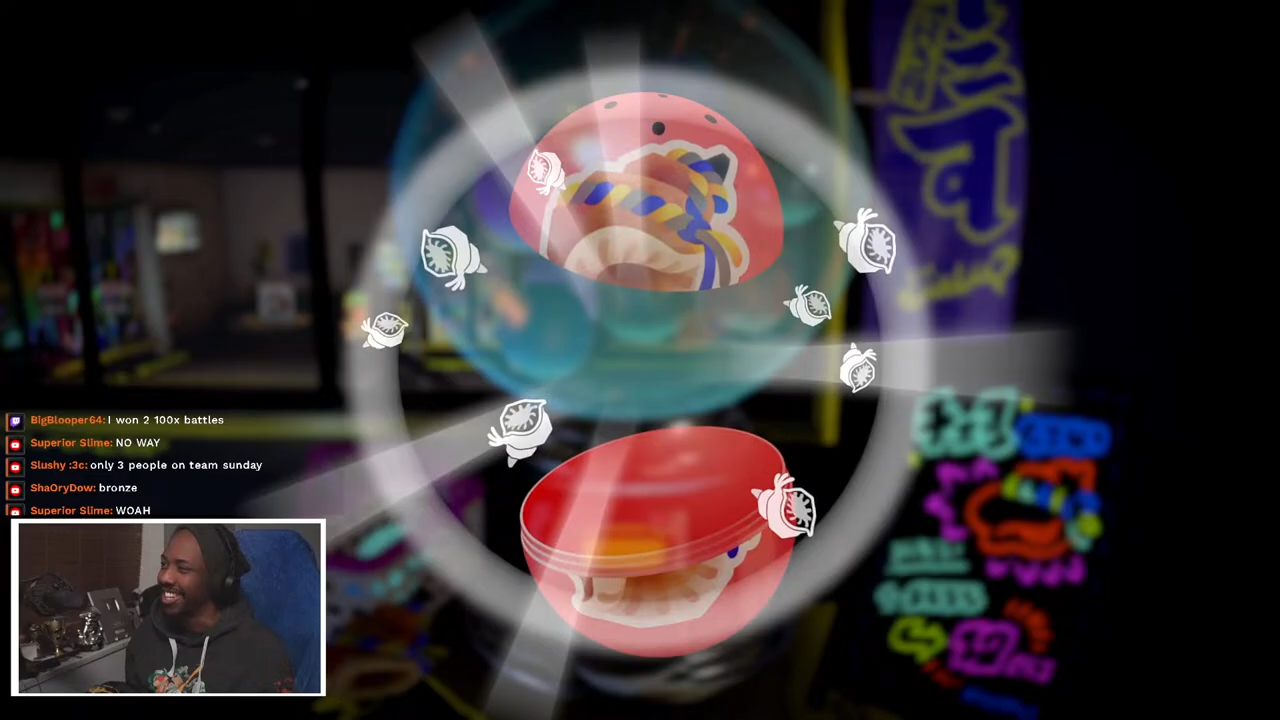 BigBlooper64: I won 2 100x battles
Superior Slime: NO WAY
Slushy :3c: only 3 people on team sunday
ShaOryDow: bronze
Superior Slime: WOAH